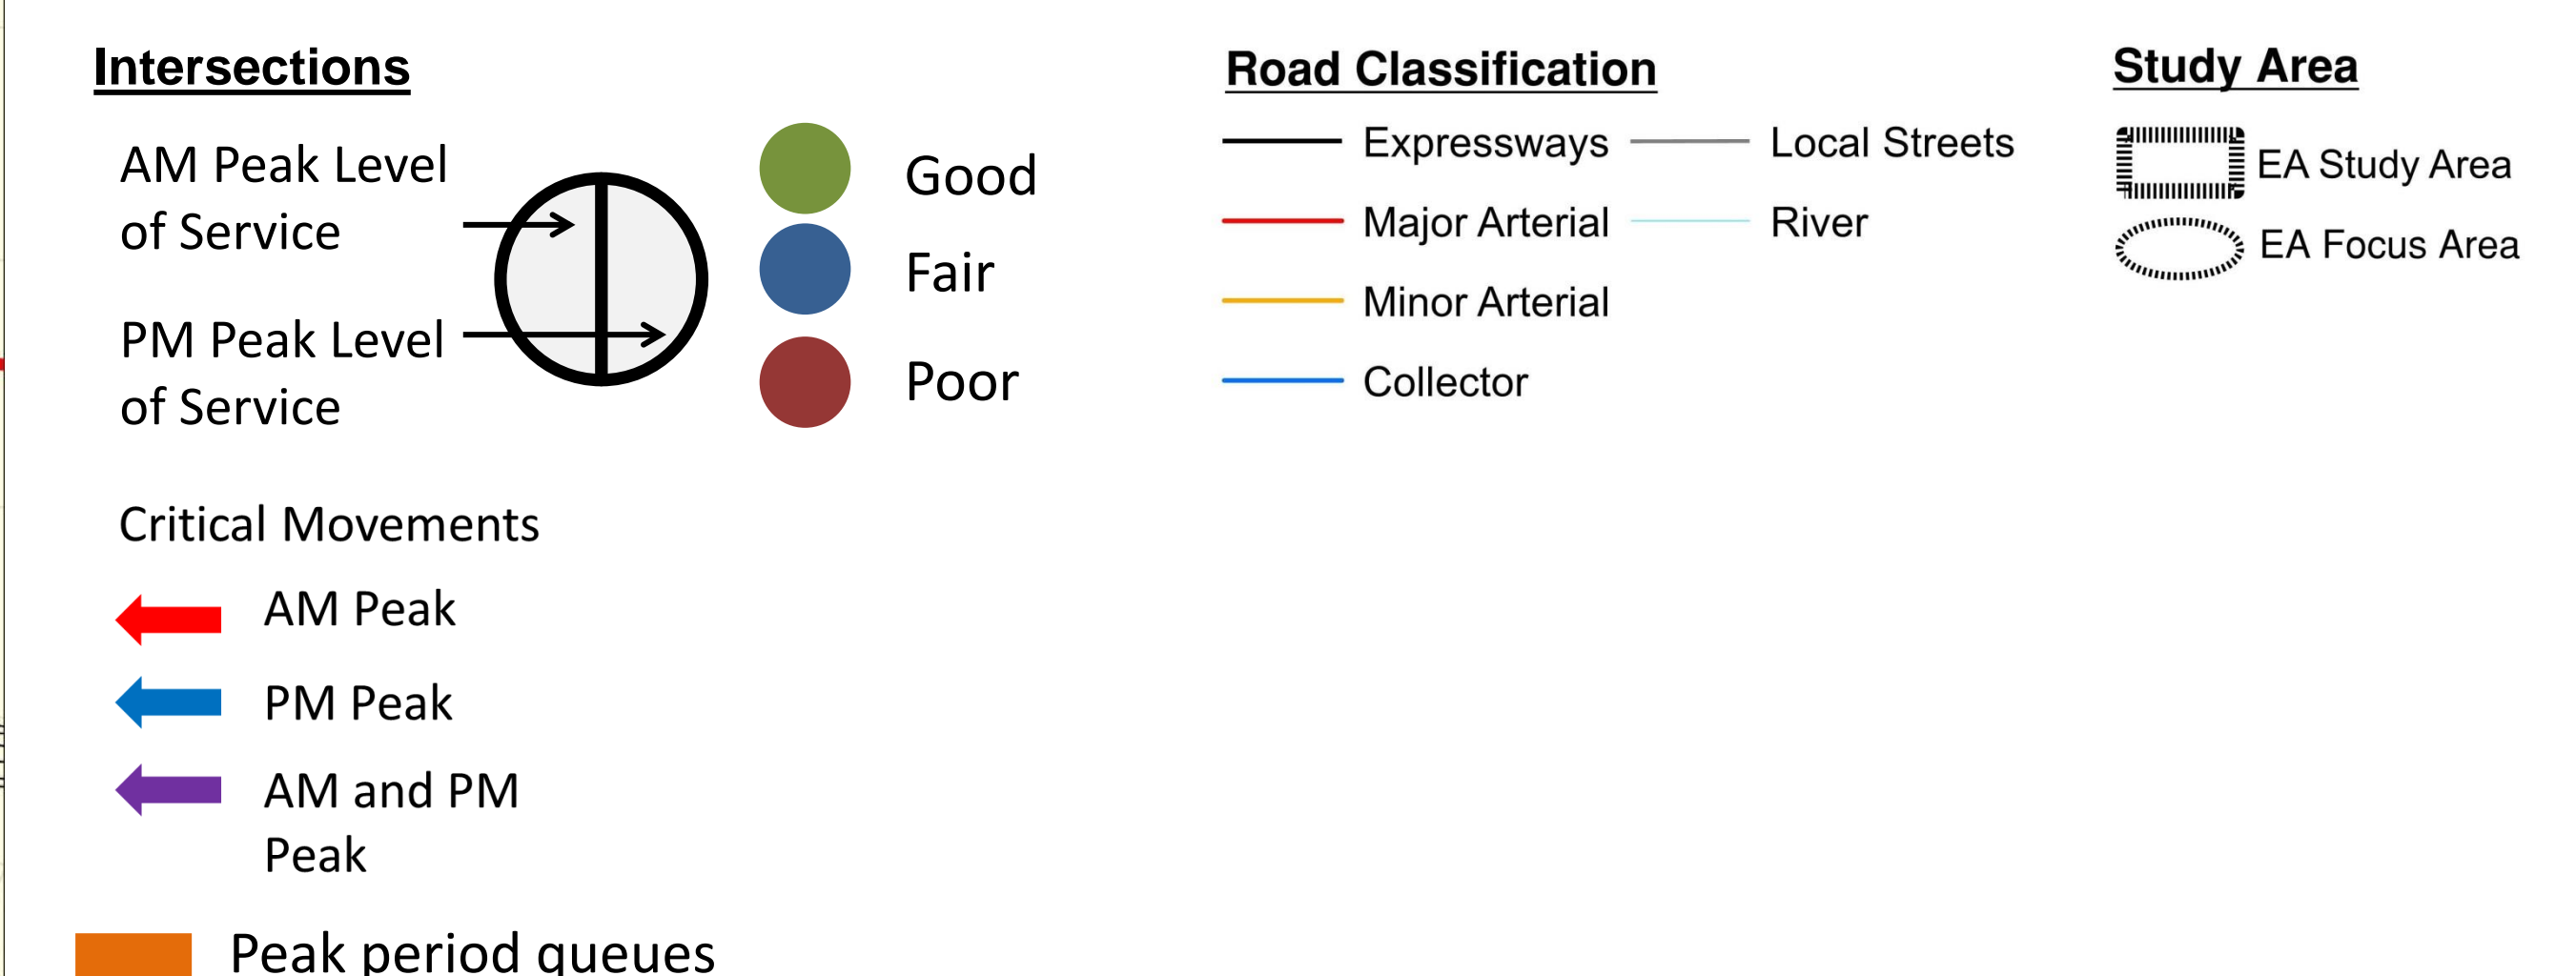 Intersections
AM Peak Level
of Service
PM Peak Level
of Service
Good
Fair
Poor
Critical Movements
AM Peak
PM Peak
AM and PM
Peak
Peak period queues
Road Classification
Expressways
Major Arterial
Minor Arterial
Collector
Local Streets
River
Study Area
EA Study Area
EA Focus Area